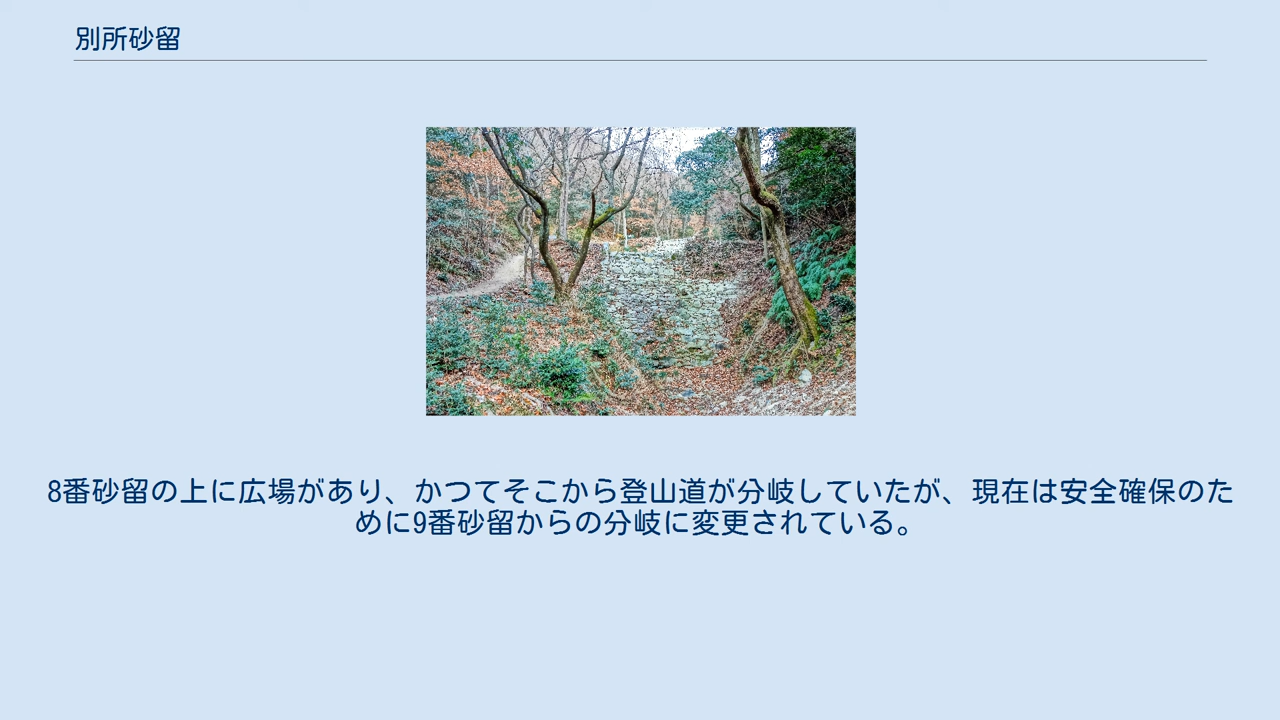 別所砂留
8番砂留の上に広場があり、かつてそこから登山道が分岐していたが、現在は安全確保のた
めに9番砂留からの分岐に変更されている。